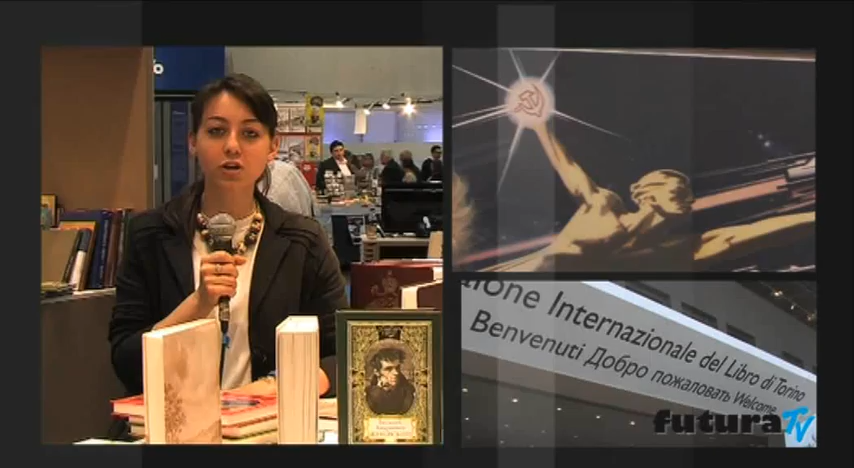 ione Internazionale del Libro di Torino
Benvenuti Добро пожаловать Welcome
futuraTV